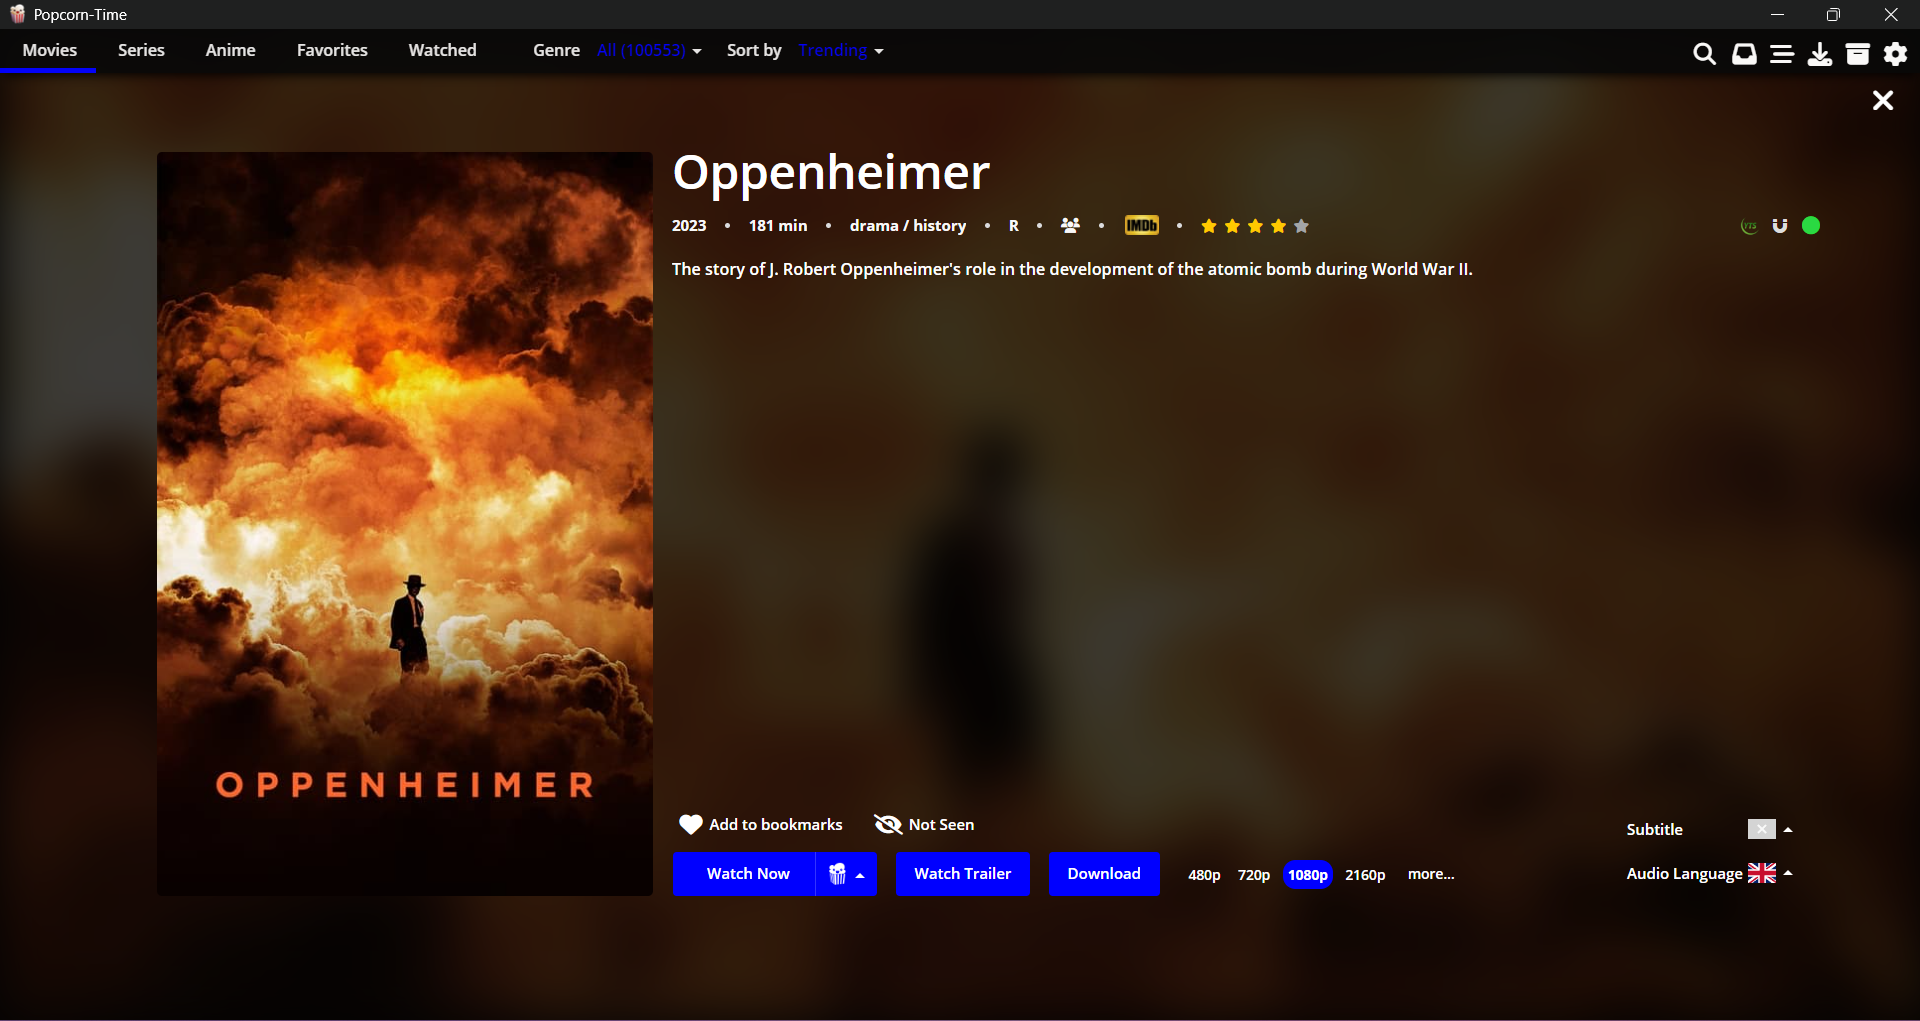 Popcorn-Time
Movies Series Anime Favorites Watched Genre All (100553) Sort by Trending
Oppenheimer
2023 • 181 min • drama / history • R • • IMDb •
YTS
The story of J. Robert Oppenheimer's role in the development of the atomic bomb during World War II.
OPPENHEIMER
Add to bookmarks Not Seen
Subtitle
Watch Now Watch Trailer Download 480p 720p 1080p 2160p more...
Audio Language